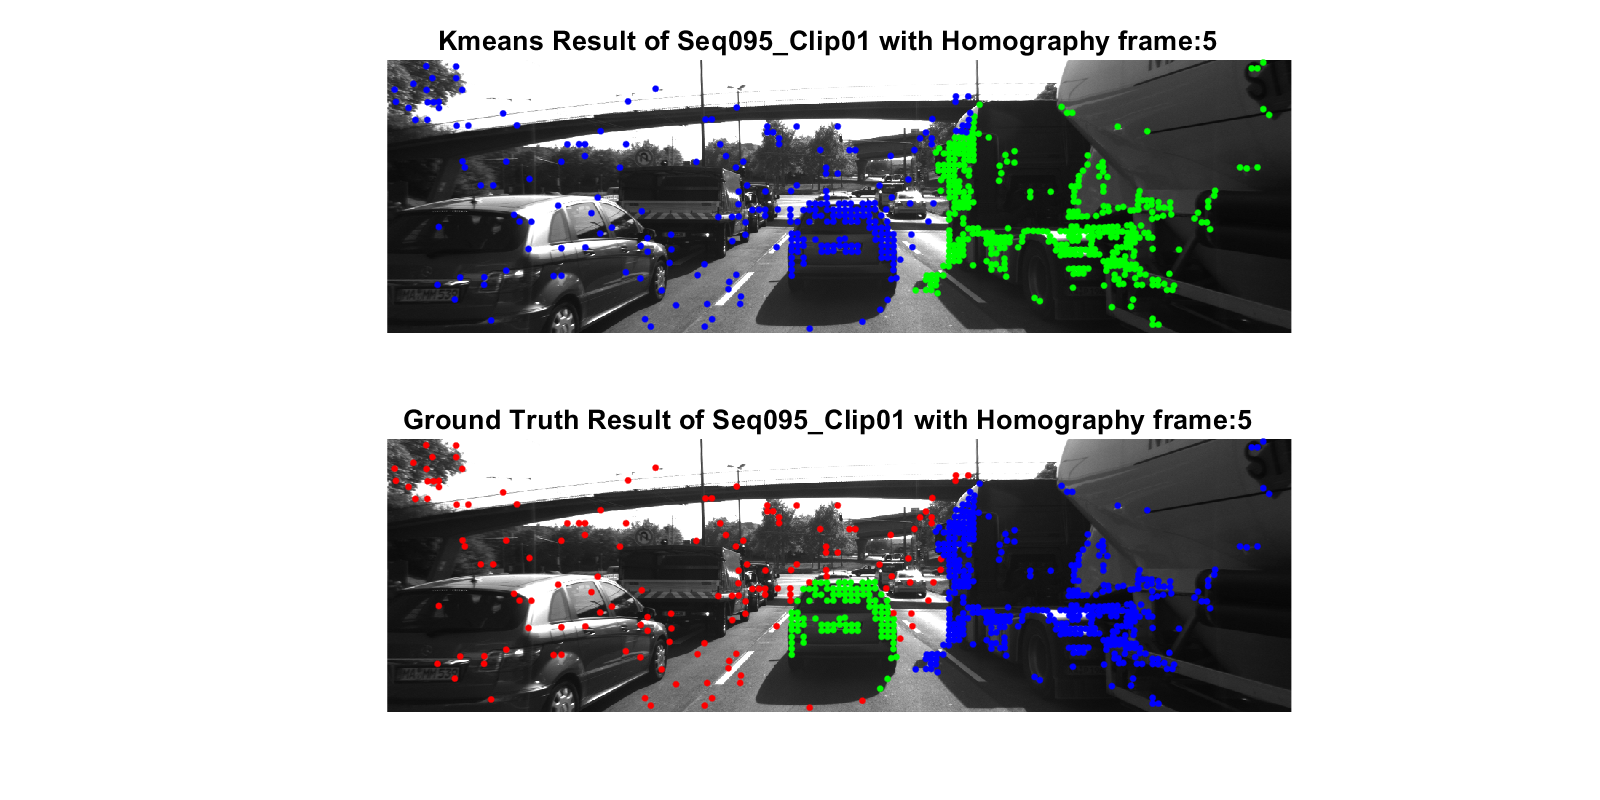 Kmeans Result of Seq095_Clip01 with Homography frame:5
Ground Truth Result of Seq095_Clip01 with Homography frame:5